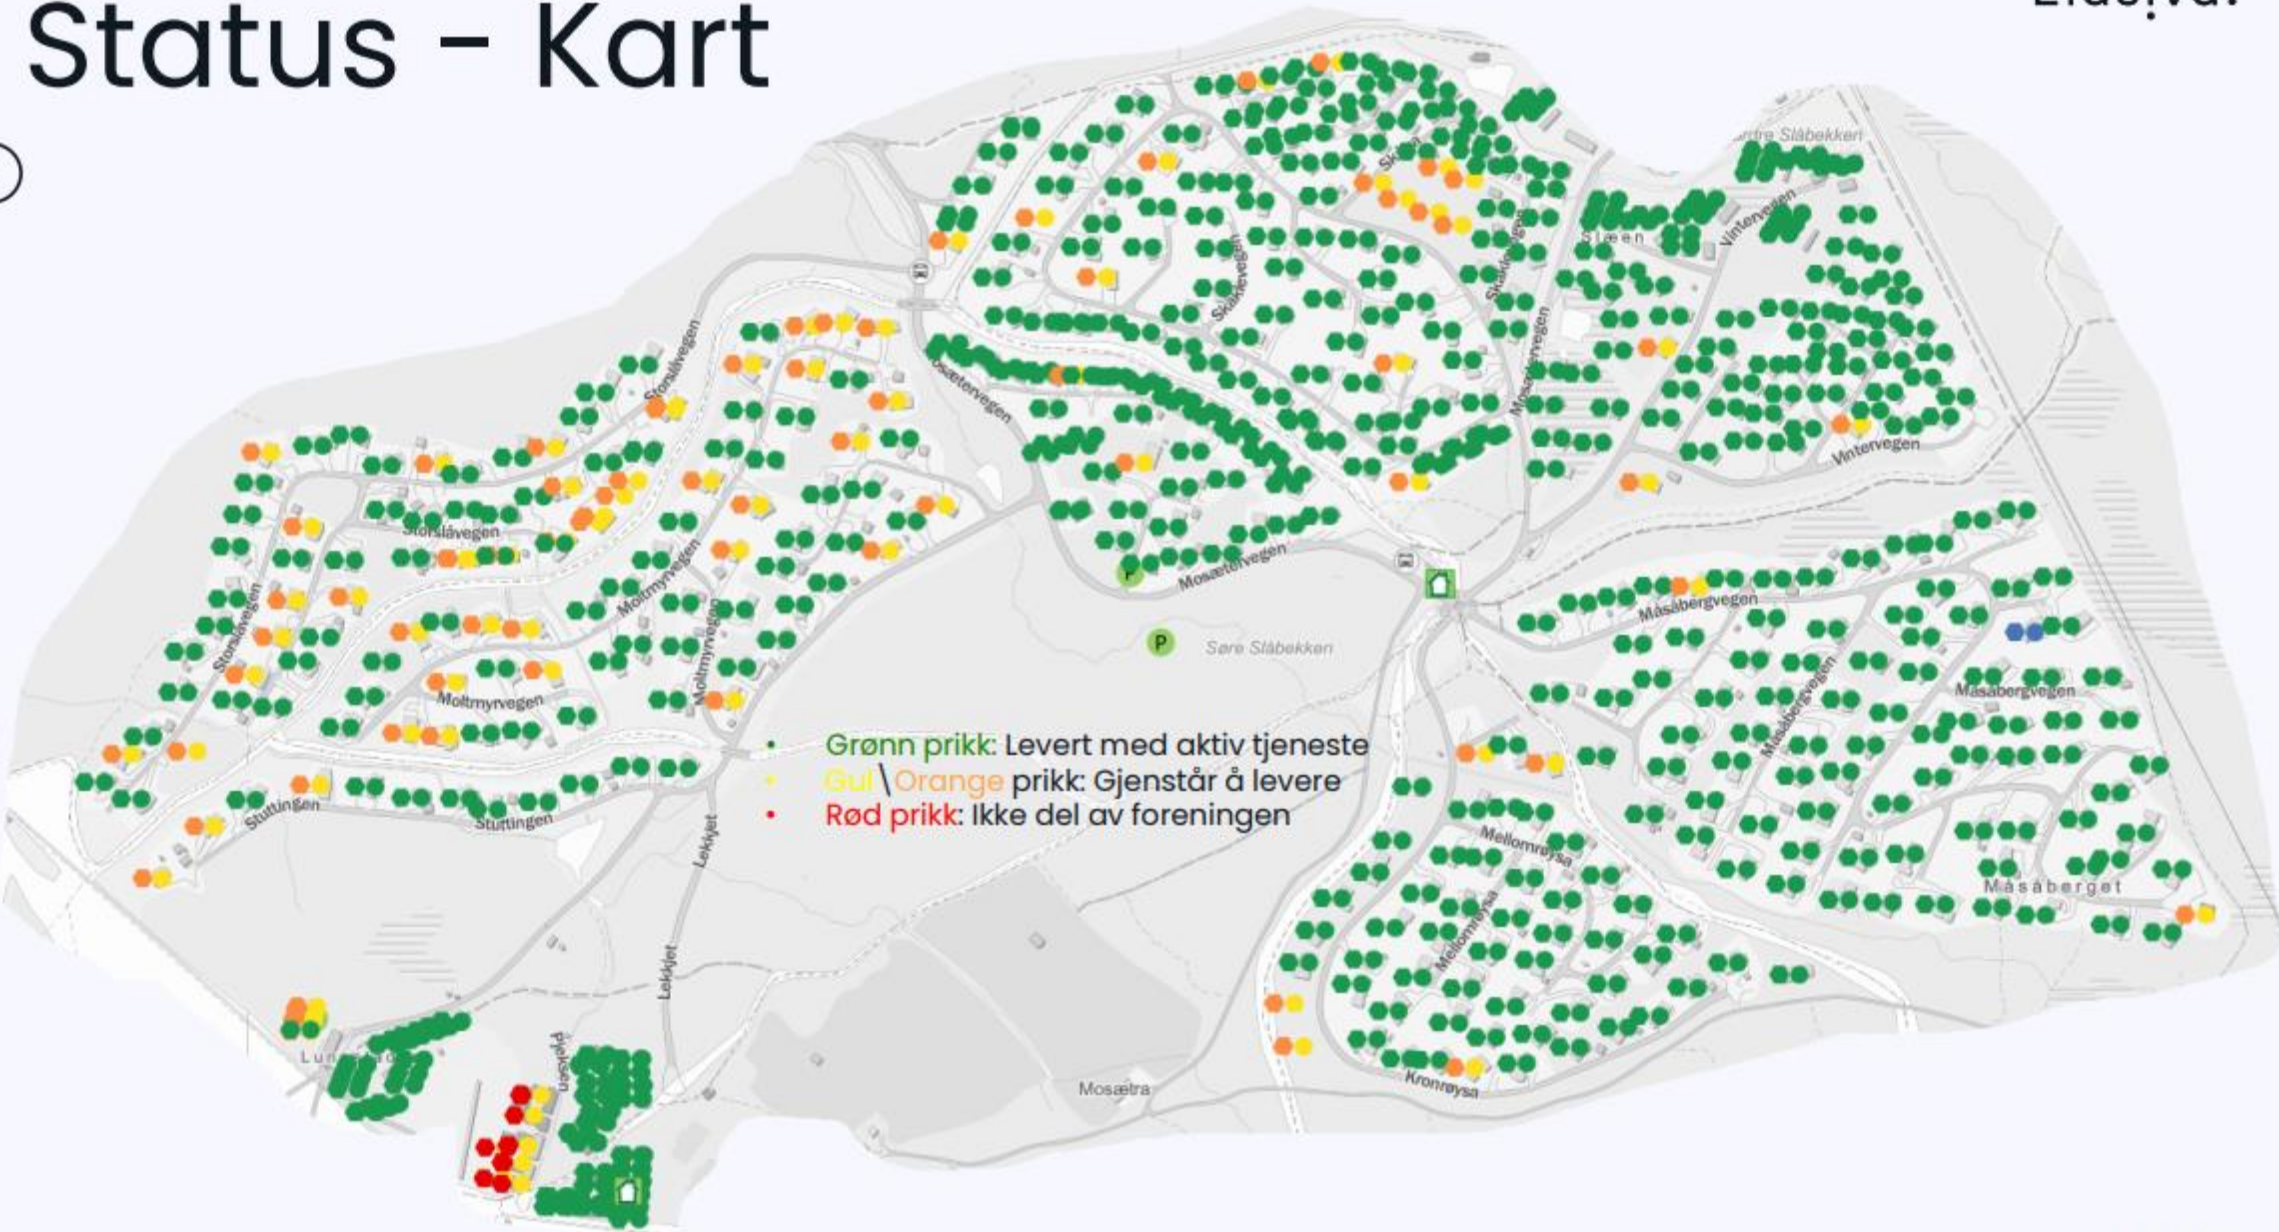 Status - Kart
Skåklevegen
Skåklevegen
Slæen
Vintervegen
Mosætervegen
Storslåvegen
Vintervegen
Storslåvegen
Mosætervegen
Moltmyrvegen
Måsåbergvegen
P
Søre Slåbekken
Storslåvegen
Moltmyrvegen
Måsåbergvegen
Måsåbergvegen
Moltmyrvegen
• Grønn prikk: Levert med aktiv tjeneste
• Gul\Orange prikk: Gjenstår å levere
• Rød prikk: Ikke del av foreningen
Stuttingen
Stuttingen
Lekkjet
Mellomrøysa
Måsåberget
Mellomrøysa
Lekkjet
Mosætra
Kronrøysa